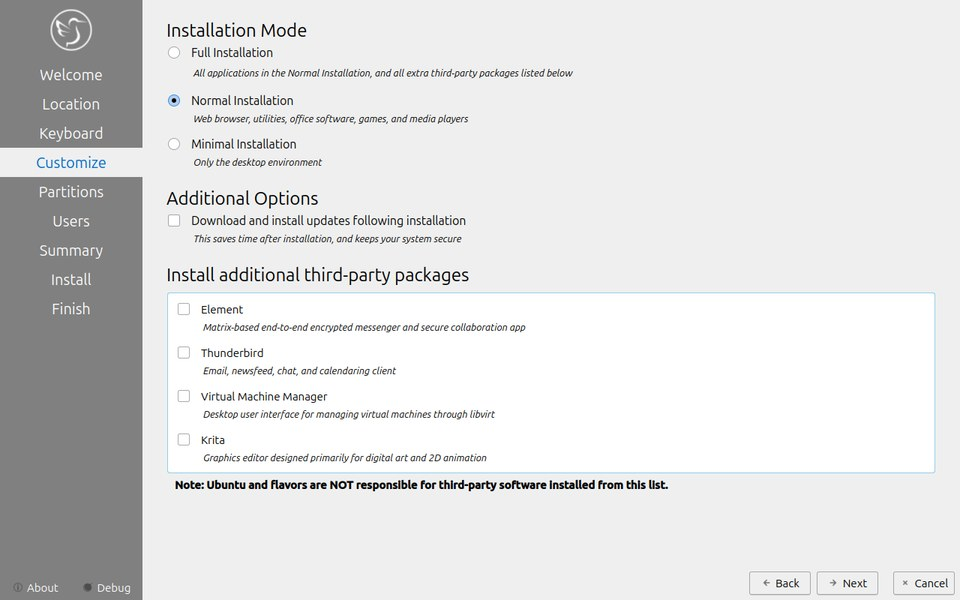 Welcome
Location
Keyboard
Customize
Partitions
Users
Summary
Install
Finish
About
Debug
Installation Mode
Full Installation
All applications in the Normal Installation, and all extra third-party packages listed below
Normal Installation
Web browser, utilities, office software, games, and media players
Minimal Installation
Only the desktop environment
Additional Options
Download and install updates following installation
This saves time after installation, and keeps your system secure
Install additional third-party packages
Element
Matrix-based end-to-end encrypted messenger and secure collaboration app
Thunderbird
Email, newsfeed, chat, and calendaring client
Virtual Machine Manager
Desktop user interface for managing virtual machines through libvirt
Krita
Graphics editor designed primarily for digital art and 2D animation
Note: Ubuntu and flavors are NOT responsible for third-party software installed from this list.
Back
Next
Cancel